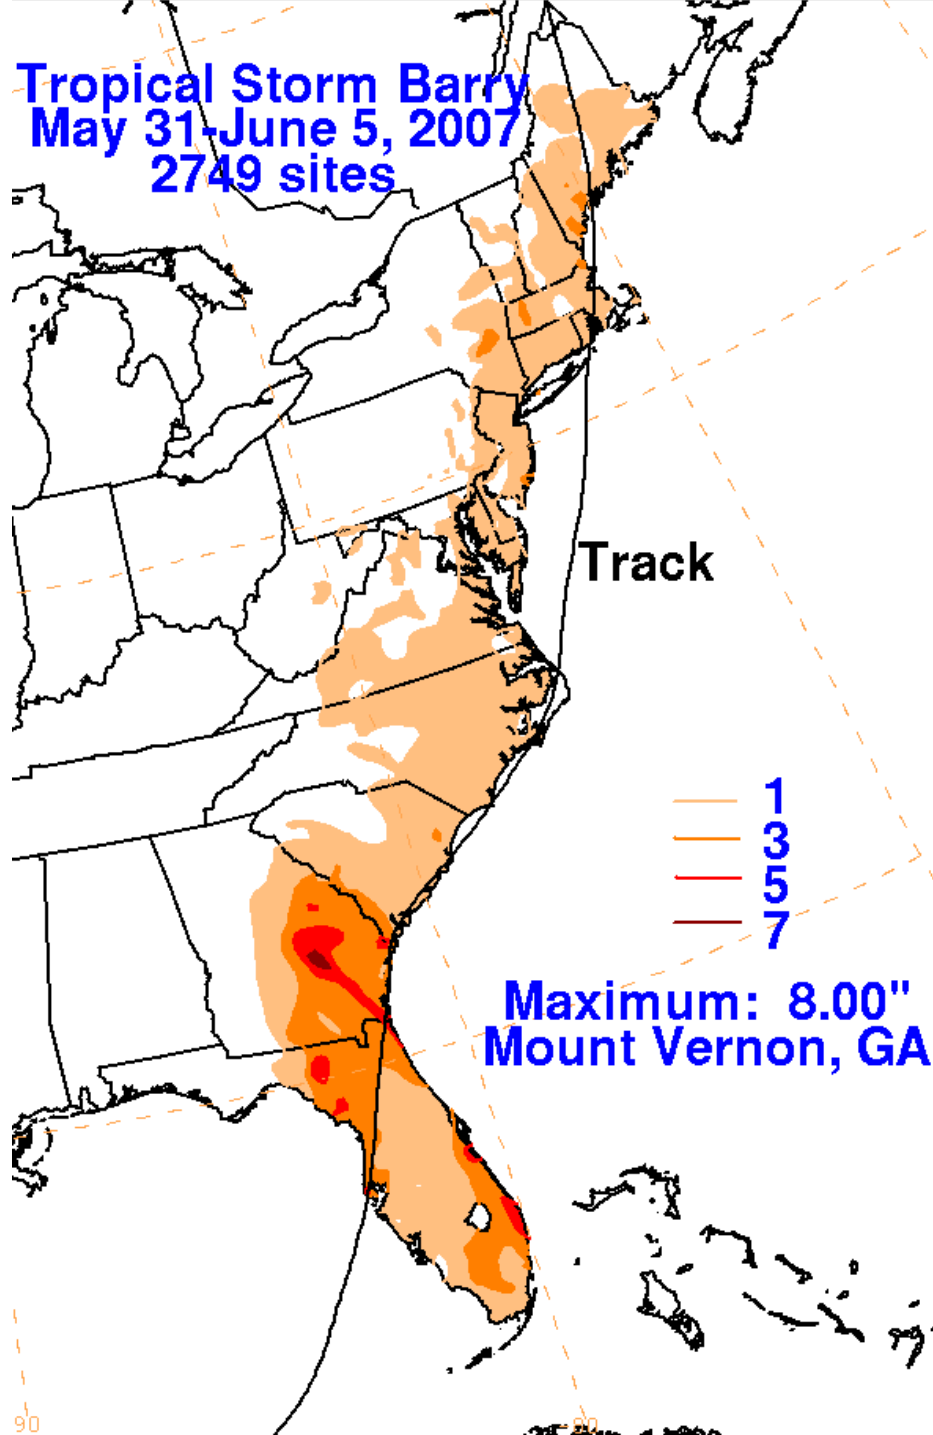 Tropical Storm Barry
May 31-June 5, 2007
2749 sites
Track
1
3
5
7
Maximum: 8.00"
Mount Vernon, GA
90
-80